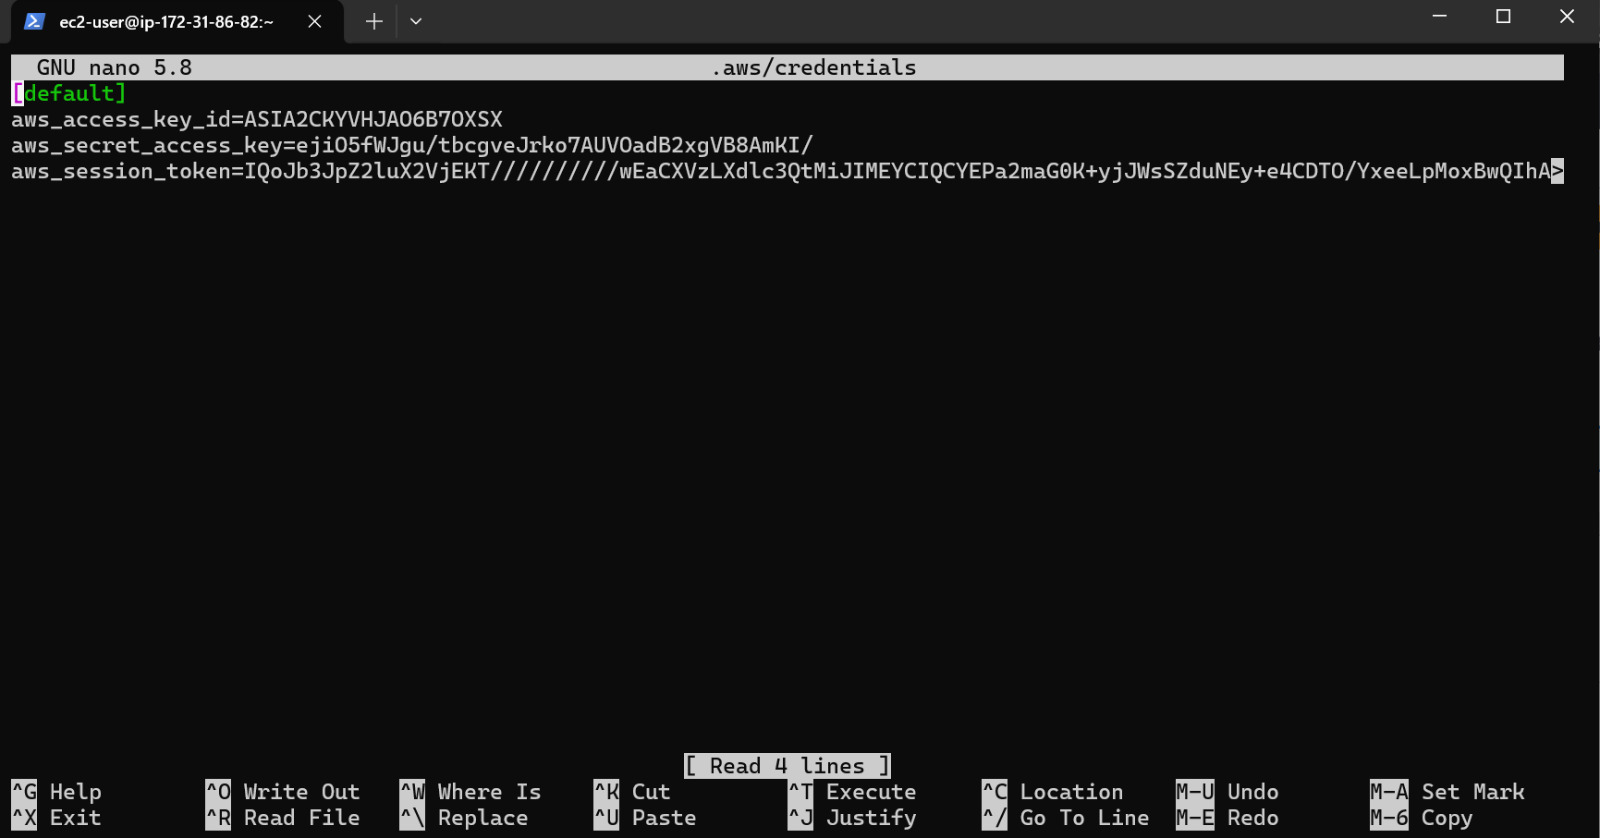 ec2-user@ip-172-31-86-82:~
GNU nano 5.8 .aws/credentials
[default]
aws_access_key_id=ASIA2CKYVHJAO6B7OXSX
aws_secret_access_key=ejiO5fWJgu/tbcgveJrko7AUVOadB2xgVB8AmKI/
aws_session_token=IQoJb3JpZ2luX2VjEKT//////////wEaCXVzLXdlc3QtMiJIMEYCIQCYEPa2maG0K+yjJWsSZduNEy+e4CDTO/YxeeLpMoxBwQIhA>
[ Read 4 lines ]
^G Help ^O Write Out ^W Where Is ^K Cut ^T Execute ^C Location M-U Undo M-A Set Mark
^X Exit ^R Read File ^\ Replace ^U Paste ^J Justify ^/ Go To Line M-E Redo M-6 Copy